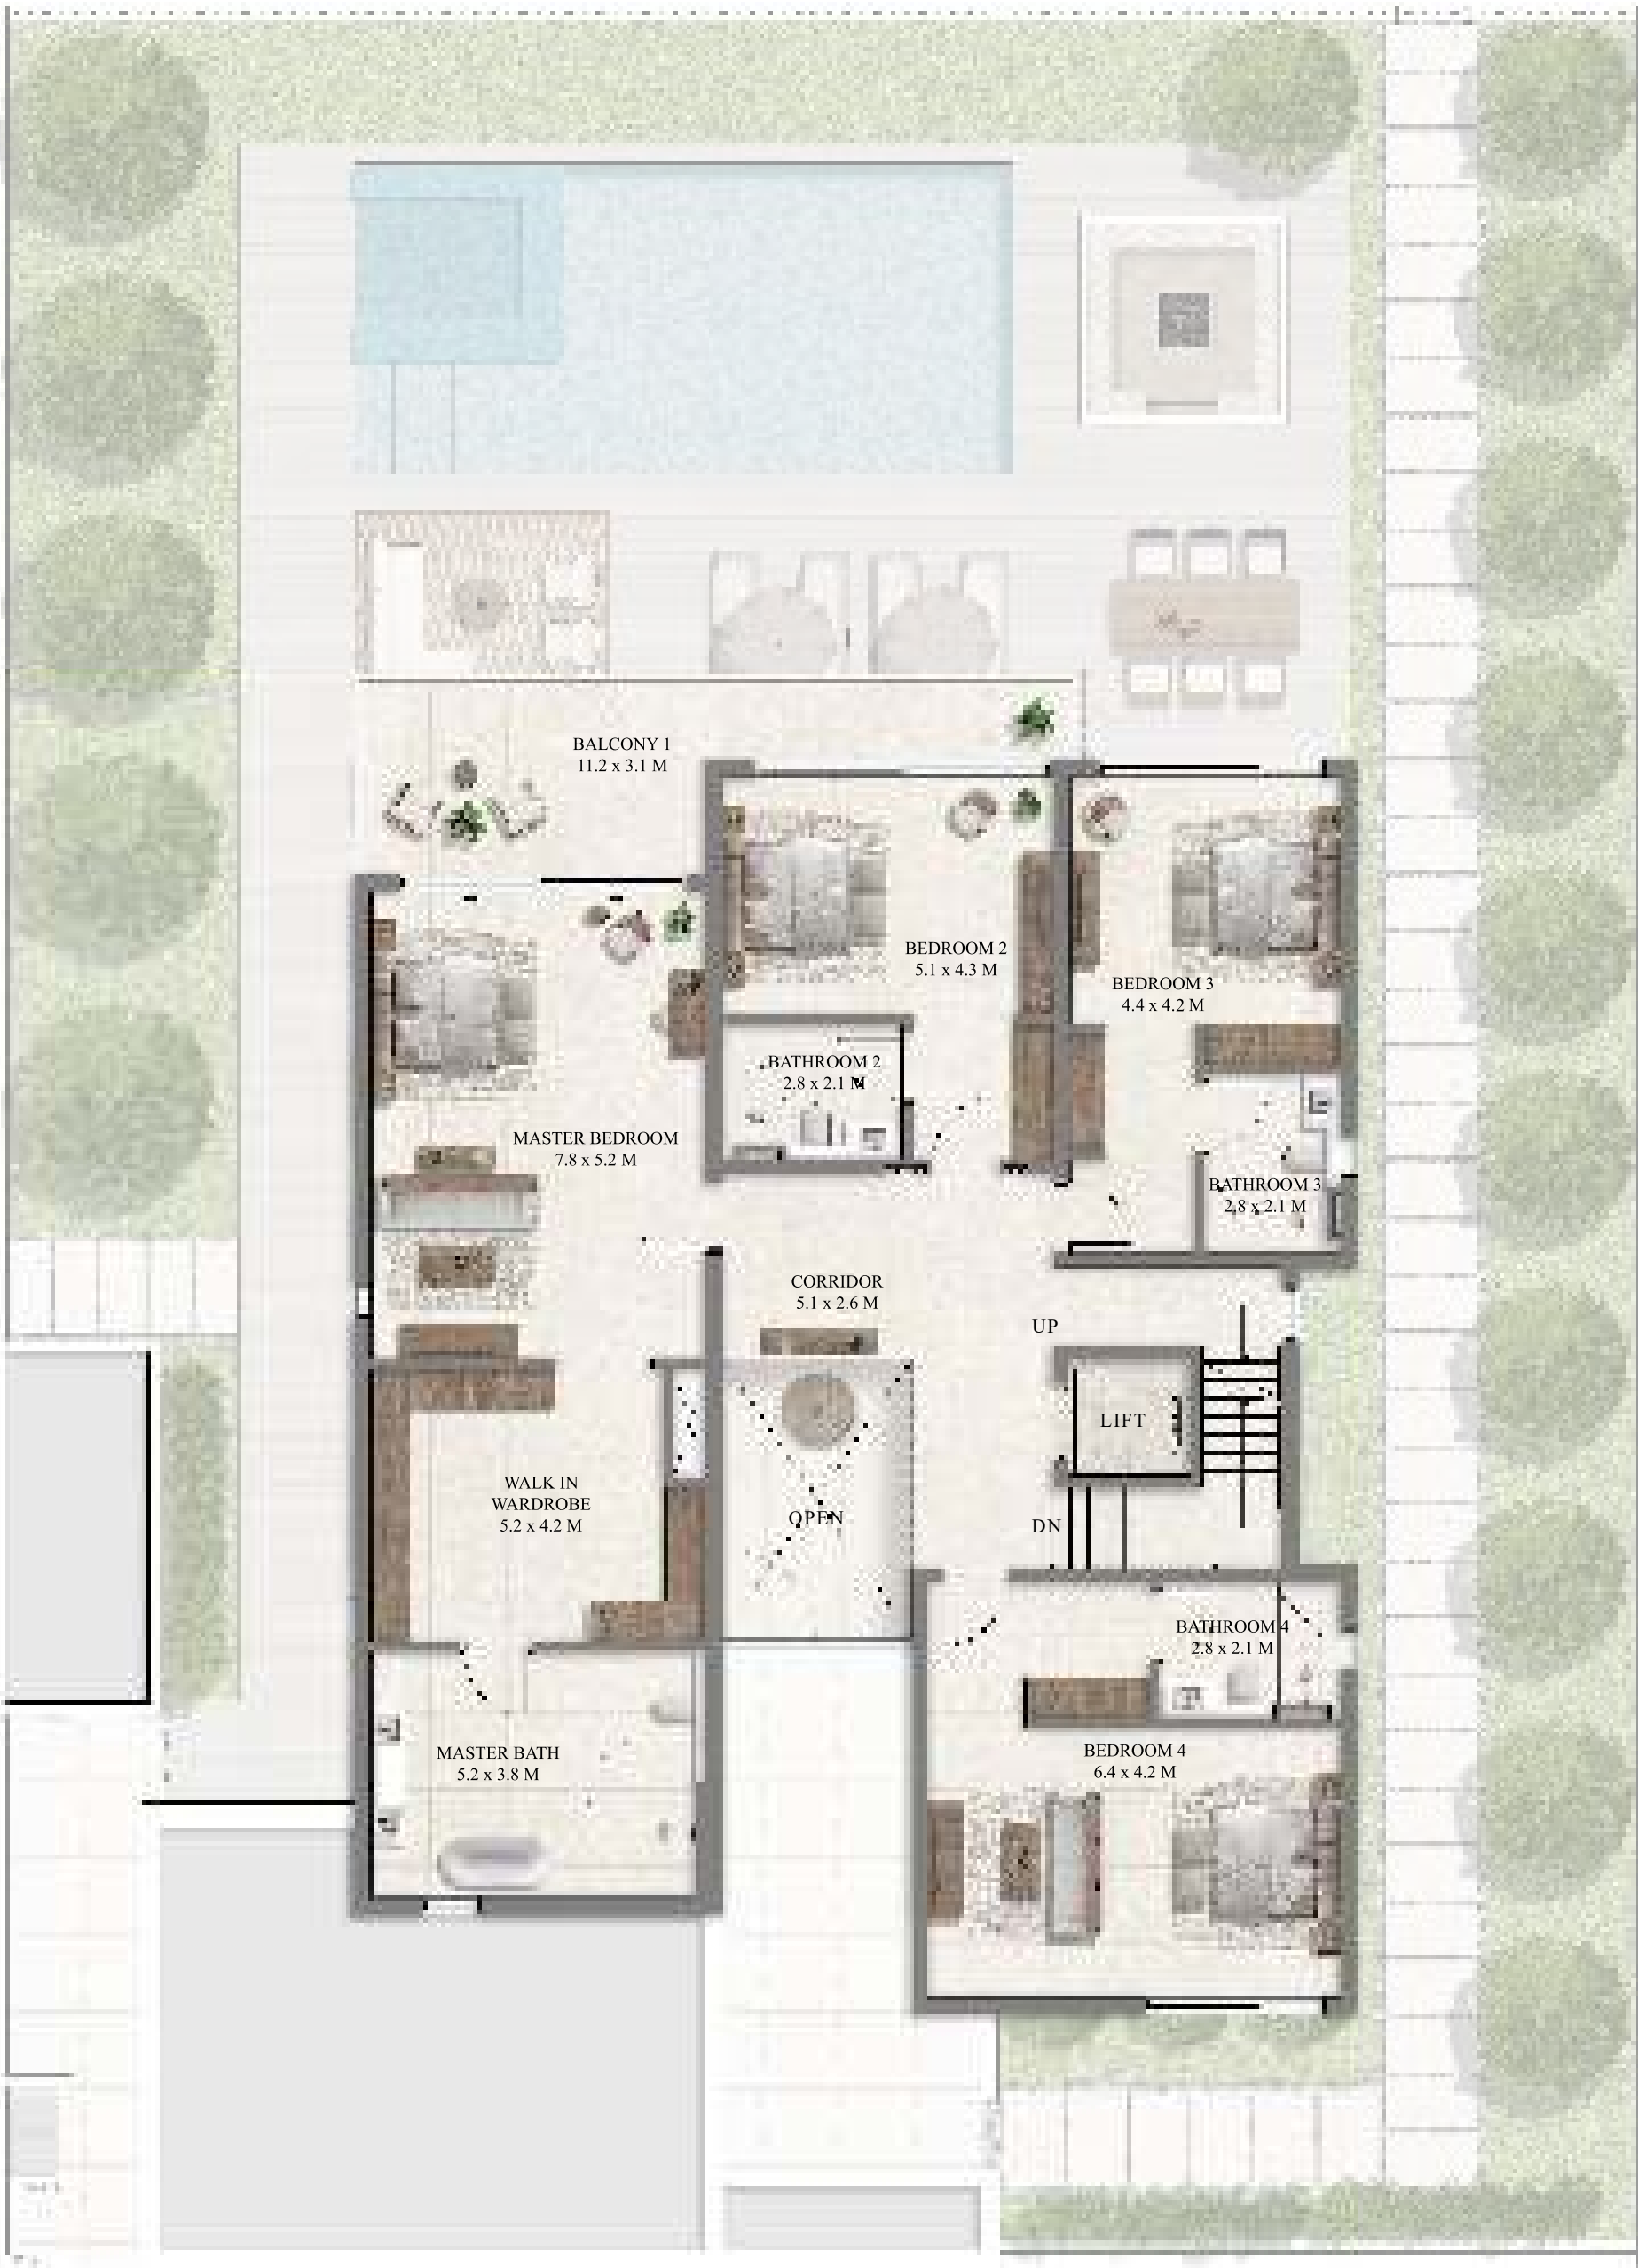 BALCONY 1
11.2 x 3.1 M
BEDROOM 2
5.1 x 4.3 M
BEDROOM 3
4.4 x 4.2 M
BATHROOM 2
2.8 x 2.1 M
MASTER BEDROOM
7.8 x 5.2 M
BATHROOM 3
2.8 x 2.1 M
CORRIDOR
5.1 x 2.6 M
UP
LIFT
WALK IN
WARDROBE
5.2 x 4.2 M
OPEN
DN
BATHROOM 4
2.8 x 2.1 M
MASTER BATH
5.2 x 3.8 M
BEDROOM 4
6.4 x 4.2 M